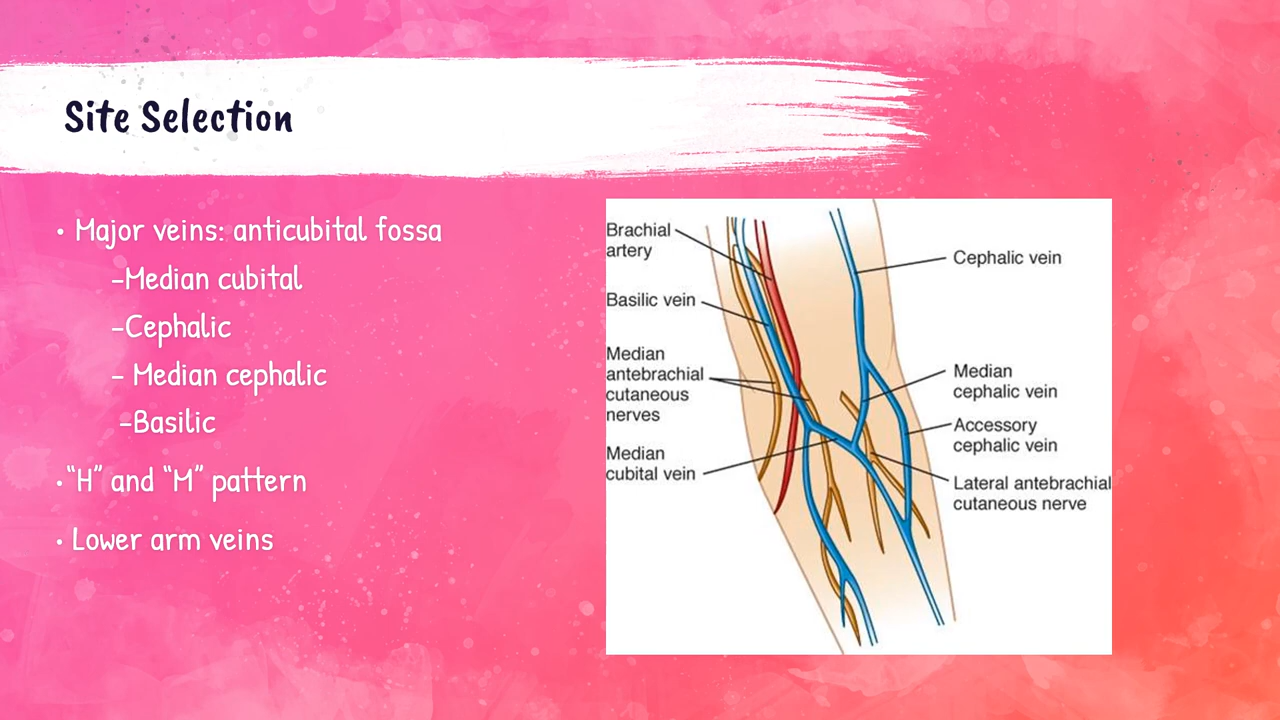 Site Selection
• Major veins: anticubital fossa
-Median cubital
-Cephalic
- Median cephalic
-Basilic
• "H" and "M" pattern
• Lower arm veins
Brachial
artery
Basilic vein
Median
antebrachial
cutaneous
nerves
Median
cubital vein
Cephalic vein
Median
cephalic vein
Accessory
cephalic vein
Lateral antebrachial
cutaneous nerve